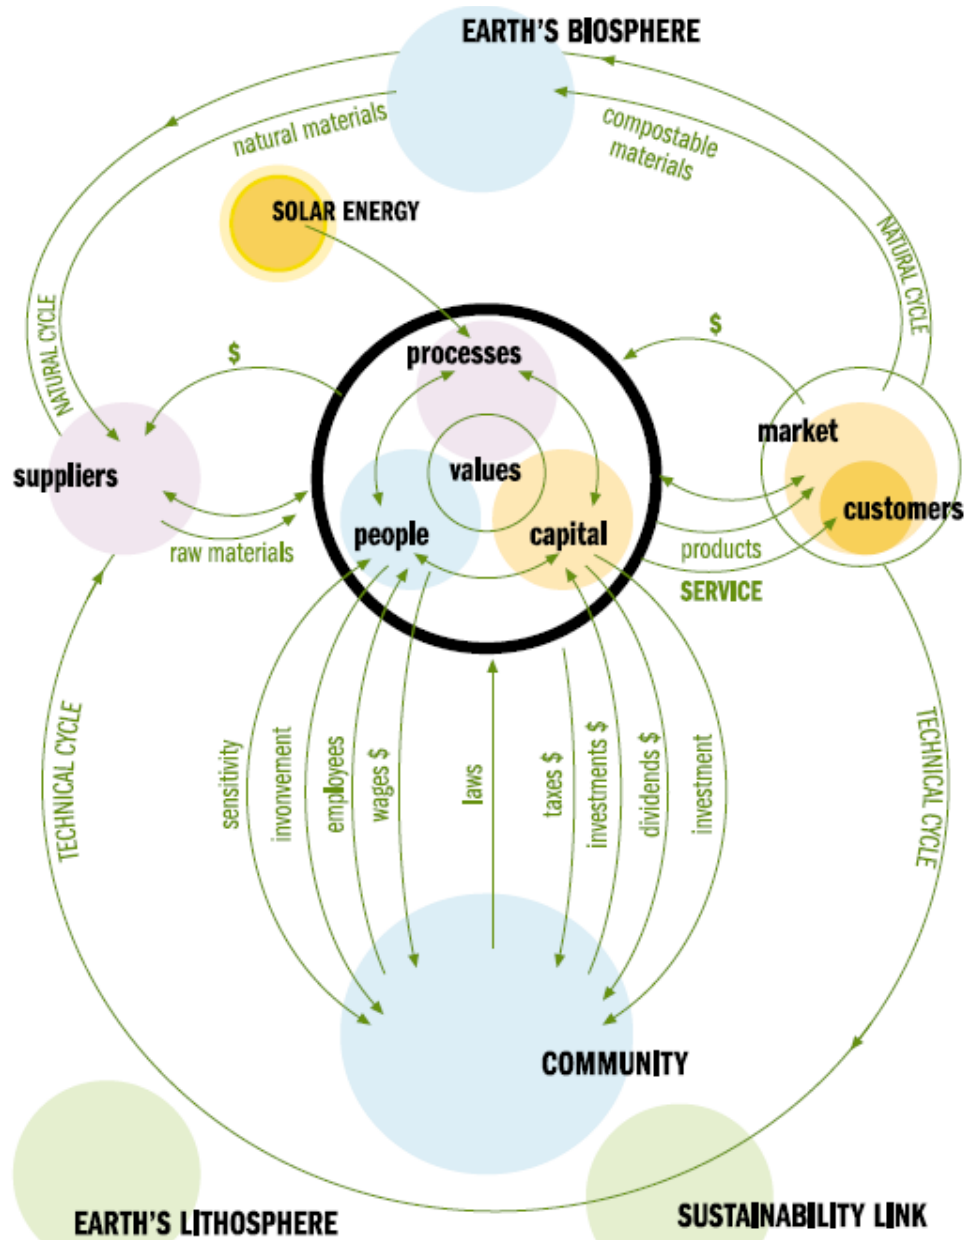 EARTH'S BIOSPHERE
natural materials
compostable
materials
SOLAR ENERGY
NATURAL CYCLE
NATURAL CYCLE
$
$
processes
market
suppliers
values
customers
people
capital
raw materials
products
SERVICE
TECHNICAL CYCLE
sensitivity
invonvement
employees
wages $
laws
taxes $
investments $
dividends $
investment
TECHNICAL CYCLE
COMMUNITY
EARTH'S LITHOSPHERE
SUSTAINABILITY LINK